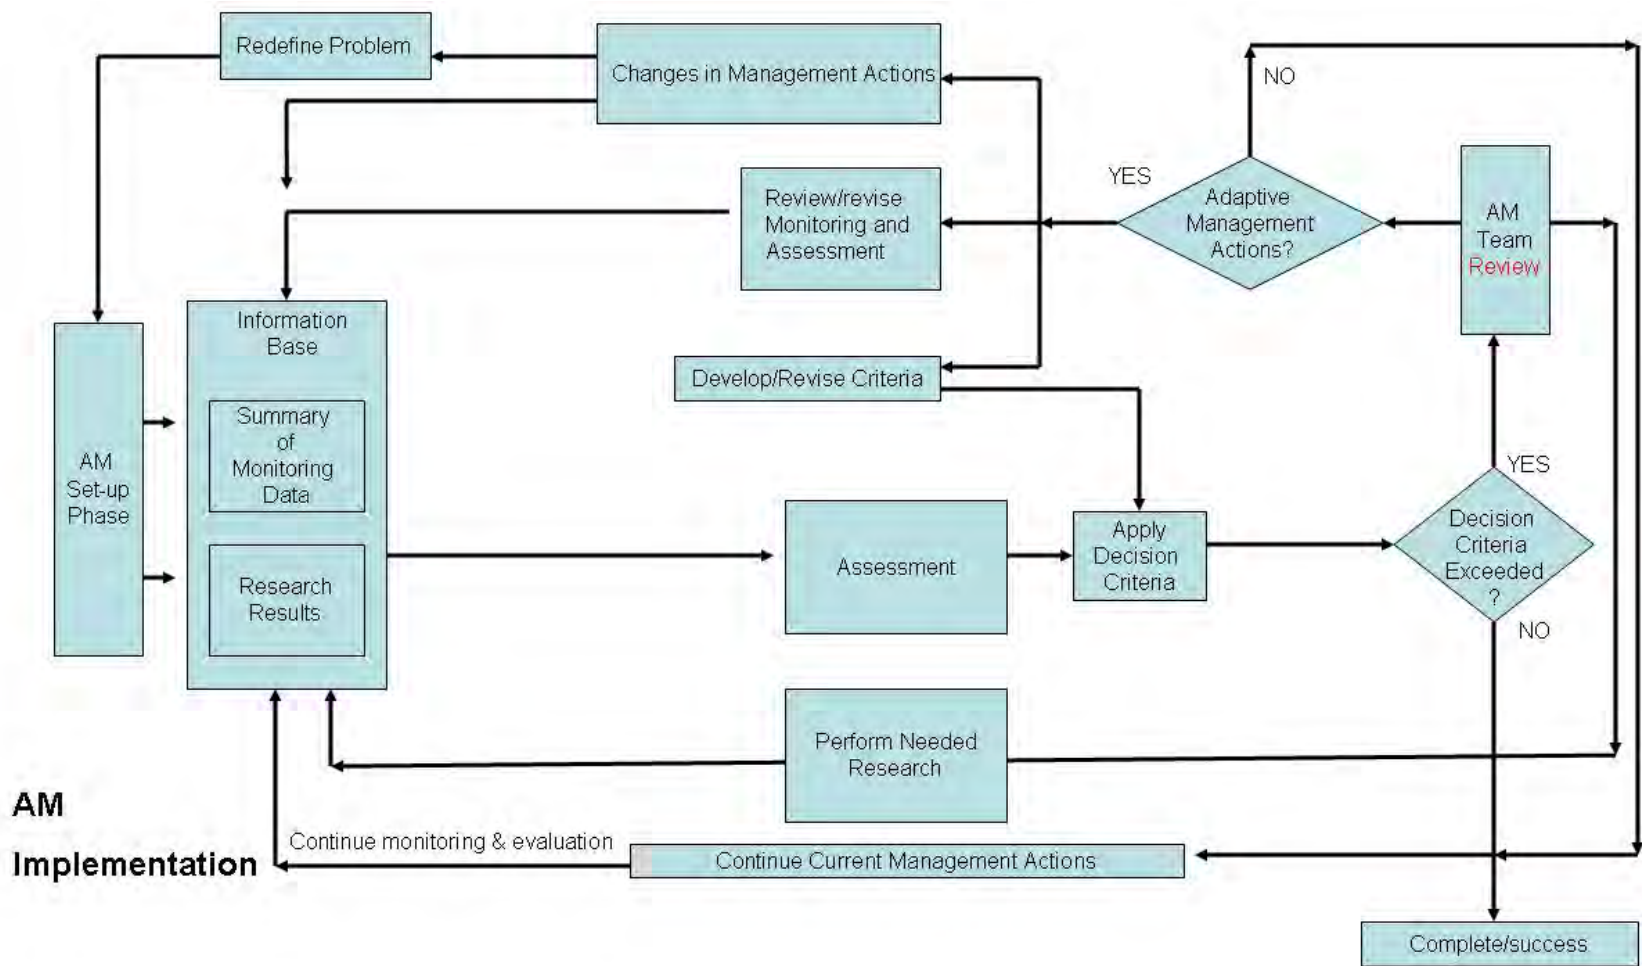 Redefine Problem
Changes in Management Actions
NO
YES
Adaptive
Management
Actions?
AM
Team
Review
Review/revise
Monitoring and
Assessment
Information
Base
Develop/Revise Criteria
Summary
of
Monitoring
Data
AM
Set-up
Phase
YES
Decision
Criteria
Exceeded
?
NO
Apply
Decision
Criteria
Assessment
Research
Results
Perform Needed
Research
AM
Implementation
Continue monitoring & evaluation
Continue Current Management Actions
Complete/success